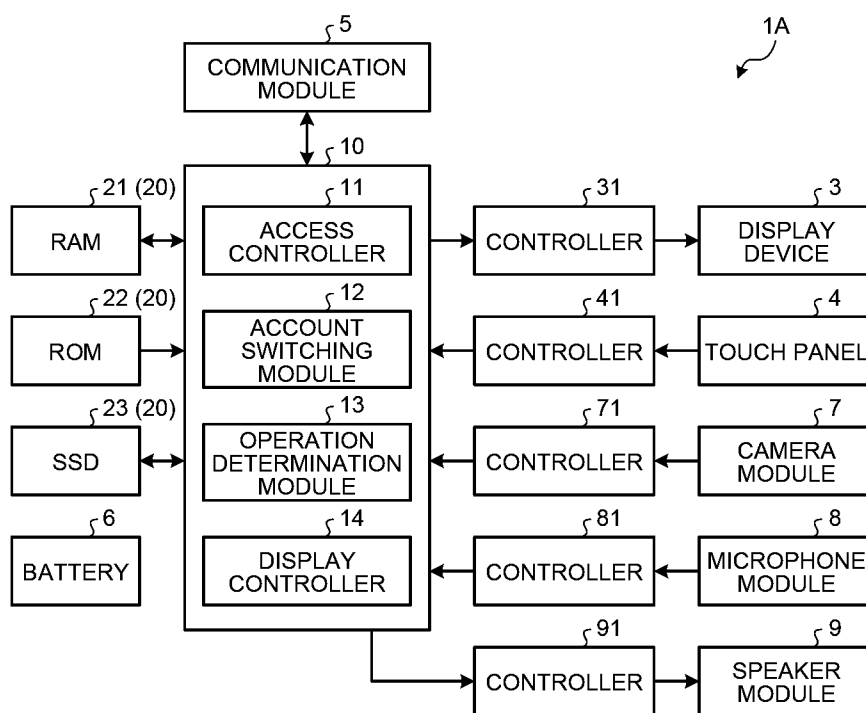 5
1A
COMMUNICATION
MODULE
10
21 (20)
11
31
3
RAM
ACCESS
CONTROLLER
CONTROLLER
DISPLAY
DEVICE
22 (20)
12
41
4
ROM
ACCOUNT
SWITCHING
MODULE
CONTROLLER
TOUCH PANEL
23 (20)
13
71
7
SSD
OPERATION
DETERMINATION
MODULE
CONTROLLER
CAMERA
MODULE
6
14
81
8
BATTERY
DISPLAY
CONTROLLER
CONTROLLER
MICROPHONE
MODULE
91
9
CONTROLLER
SPEAKER
MODULE